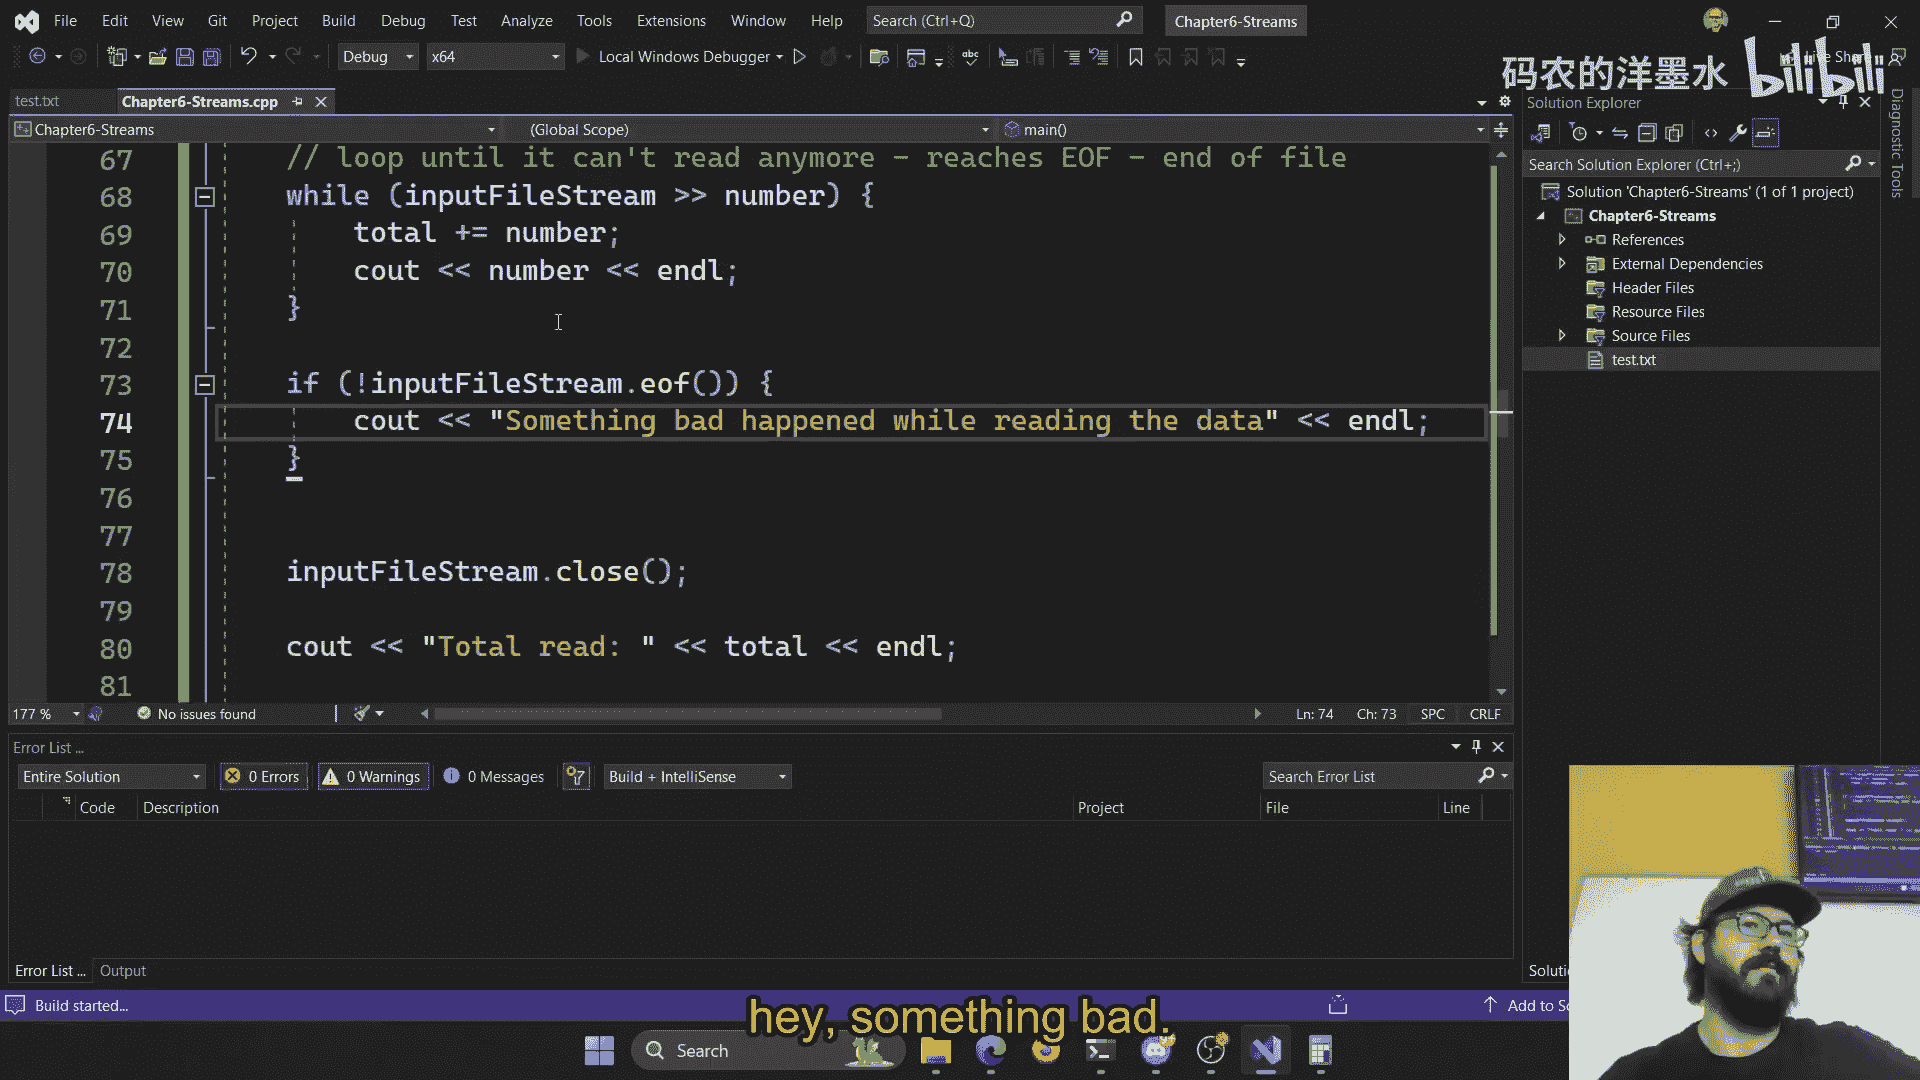 File Edit View Git Project Build Debug Test Analyze Tools Extensions Window Help Search (Ctrl+Q) Chapter6-Streams
Debug x64 Local Windows Debugger
码农的洋墨水 bilibili
test.txt Chapter6-Streams.cpp
Chapter6-Streams (Global Scope) main()
67 // loop until it can't read anymore - reaches EOF - end of file
68 while (inputFileStream >> number) {
69 total += number;
70 cout << number << endl;
71 }
72
73 if (!inputFileStream.eof()) {
74 cout << "Something bad happened while reading the data" << endl;
75 }
76
77
78 inputFileStream.close();
79
80 cout << "Total read: " << total << endl;
81
177 % No issues found Ln: 74 Ch: 73 SPC CRLF
Solution Explorer
Search Solution Explorer (Ctrl+;)
Solution 'Chapter6-Streams' (1 of 1 project)
Chapter6-Streams
References
External Dependencies
Header Files
Resource Files
Source Files
test.txt
Diagnostic Tools
Error List ...
Entire Solution 0 Errors 0 Warnings 0 Messages Build + IntelliSense Search Error List
Code Description Project File Line
Error List ... Output
Build started...
hey, something bad.
Search